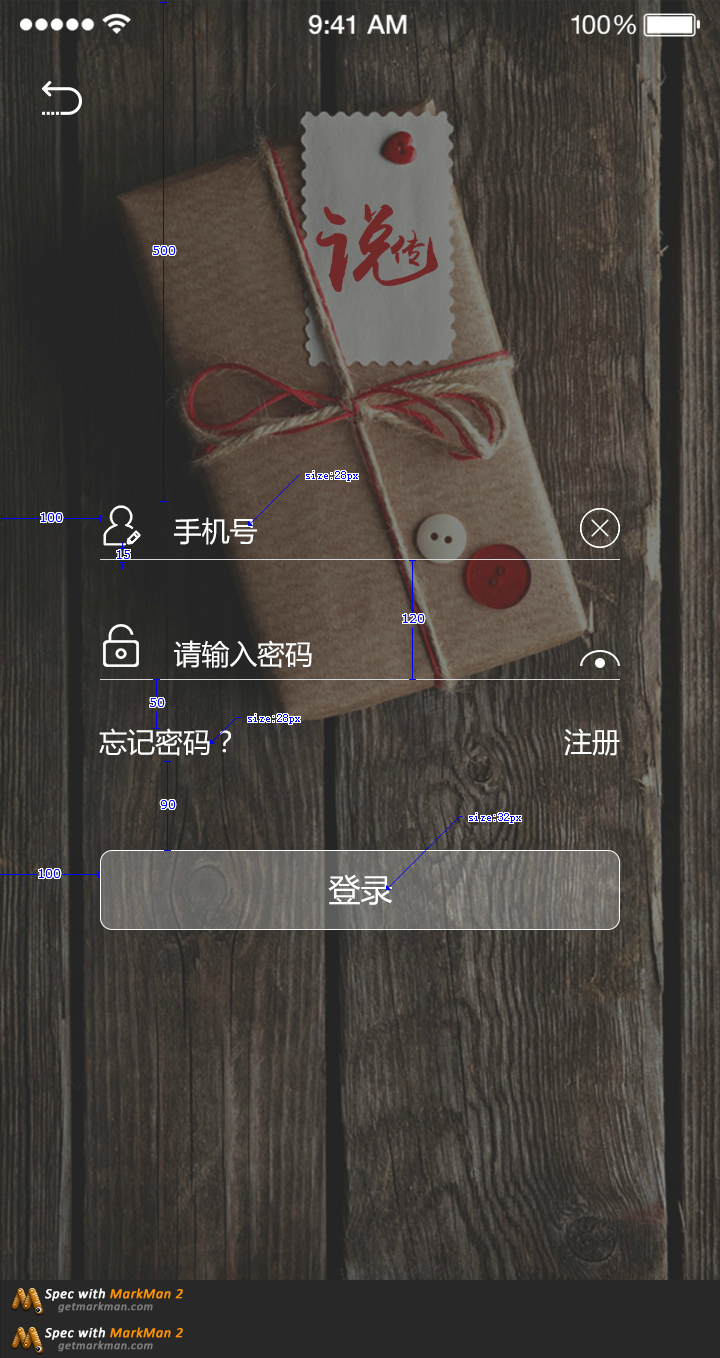 9:41 AM
100%
500
说传
size:28px
100
手机号
15
120
请输入密码
50
size:28px
忘记密码？
注册
90
size:32px
100
登录
Spec with MarkMan 2
getmarkman.com
Spec with MarkMan 2
getmarkman.com